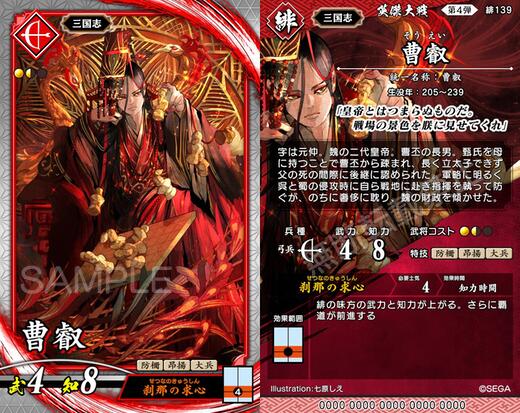 三国志
SAMPLE
曹叡
防柵 昂揚 大兵
武4 知8
せつなのきゅうしん
刹那の求心
4
緋
三国志
英傑大戦
第4弾
緋139
そうえい
曹叡
統一名称:曹叡
生没年:205～239
「皇帝とはつまらぬものだ。
戦場の景色を朕に見せてくれ」
字は元仲。魏の二代皇帝。曹丕の長男。甄氏を母
に持つことで曹丕から疎まれ、長く立太子できず
父の死の間際に後継に認められた。軍略に明るく
呉と蜀の侵攻時に自ら戦地に赴き指揮を執って防
ぐが、のちに奢侈に耽り、魏の財政を傾かせた。
兵種 武力 知力 武将コスト
弓兵 4 8 特技 防柵 昂揚 大兵
せつなのきゅうしん 必要士気 効果時間
刹那の求心 4 知力時間
効果範囲
緋の味方の武力と知力が上がる。さらに覇
道が前進する
Illustration:七原しえ
©SEGA
0000 0000 0000 0000 0000